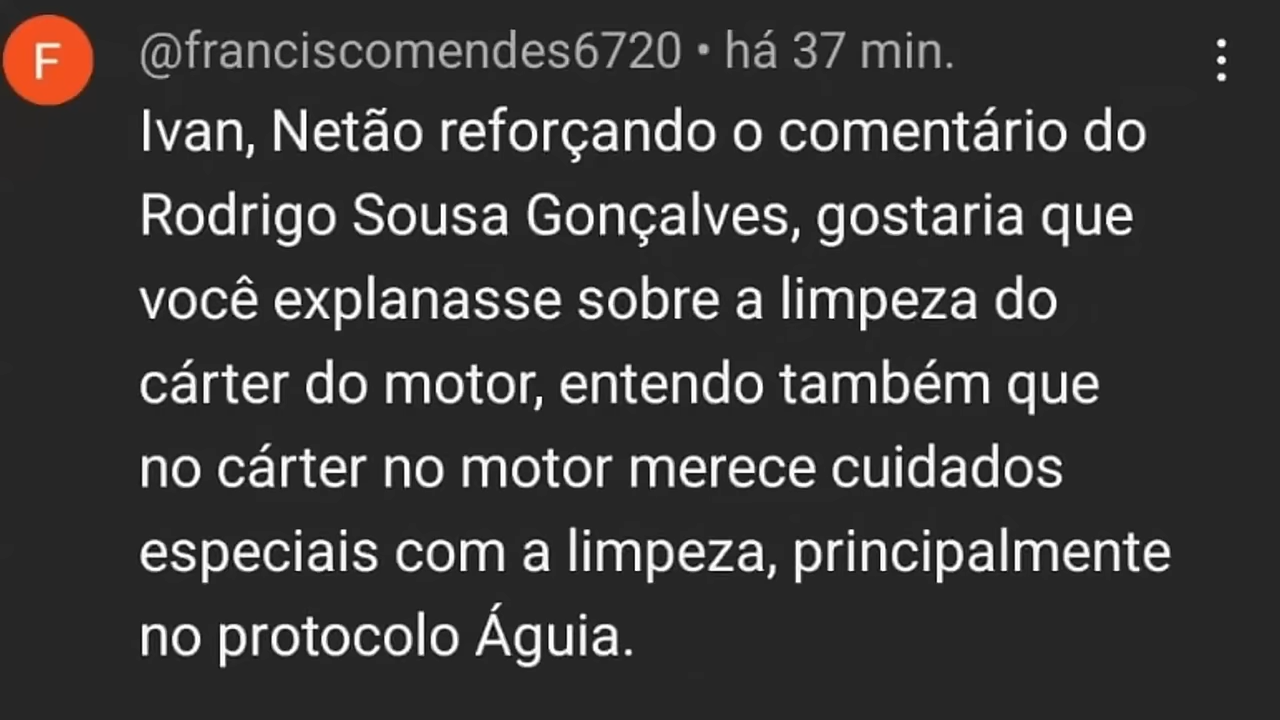 F
@franciscomendes6720 • há 37 min.
Ivan, Netão reforçando o comentário do
Rodrigo Sousa Gonçalves, gostaria que
você explanasse sobre a limpeza do
cárter do motor, entendo também que
no cárter no motor merece cuidados
especiais com a limpeza, principalmente
no protocolo Águia.